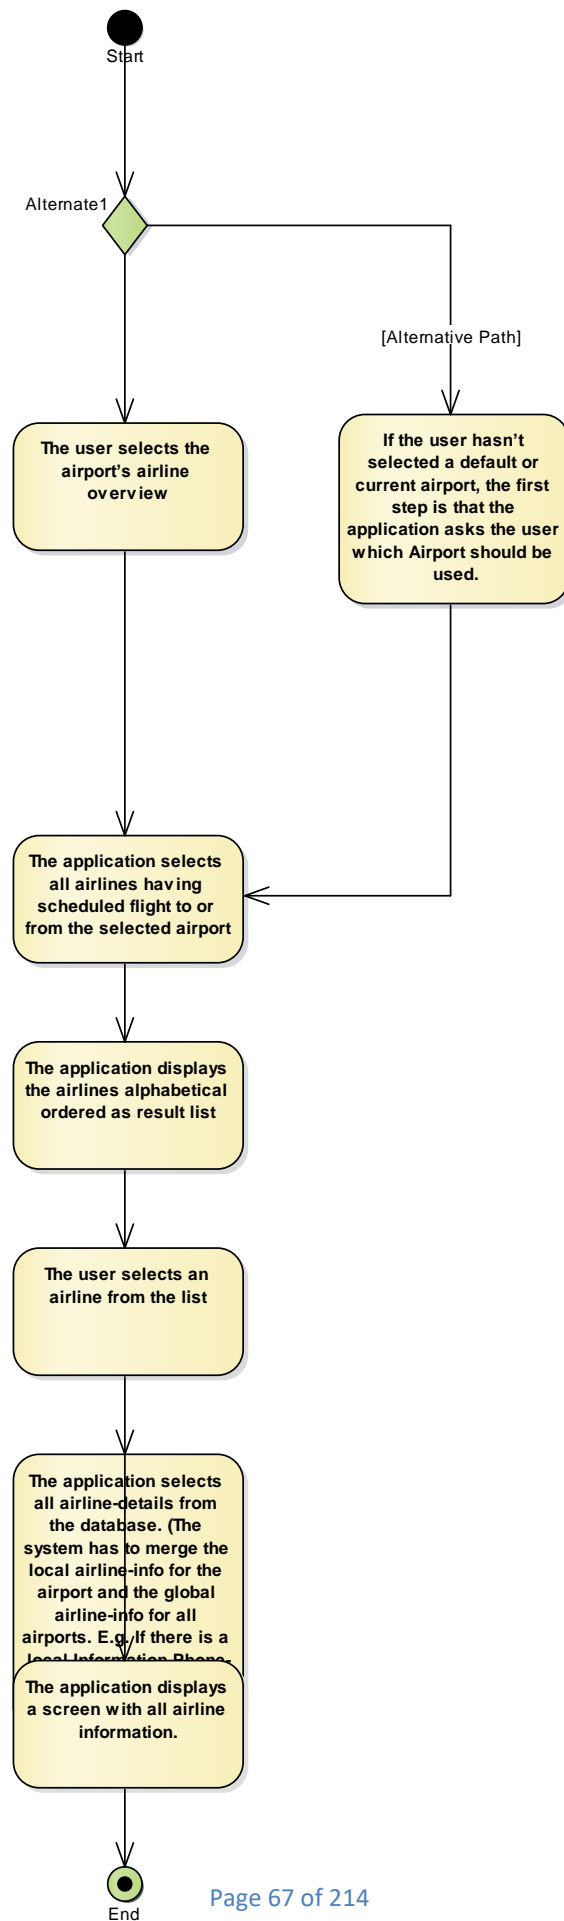 Start
Alternate1
[Alternative Path]
The user selects the
airport's airline
overview
If the user hasn't
selected a default or
current airport, the first
step is that the
application asks the user
which Airport should be
used.
The application selects
all airlines having
scheduled flight to or
from the selected airport
The application displays
the airlines alphabetical
ordered as result list
The user selects an
airline from the list
The application selects
all airline-details from
the database. (The
system has to merge the
local airline-info for the
airport and the global
airline-info for all
airports. E.g. If there is a
local Information Phone-
The application displays
a screen with all airline
information.
Page 67 of 214
End